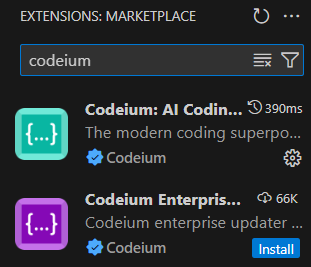 EXTENSIONS: MARKETPLACE
codeium
{...}
Codeium: AI Codin... 390ms
The modern coding superpo...
Codeium
{...}
Codeium Enterpris... 66K
Codeium enterprise updater ...
Codeium
Install